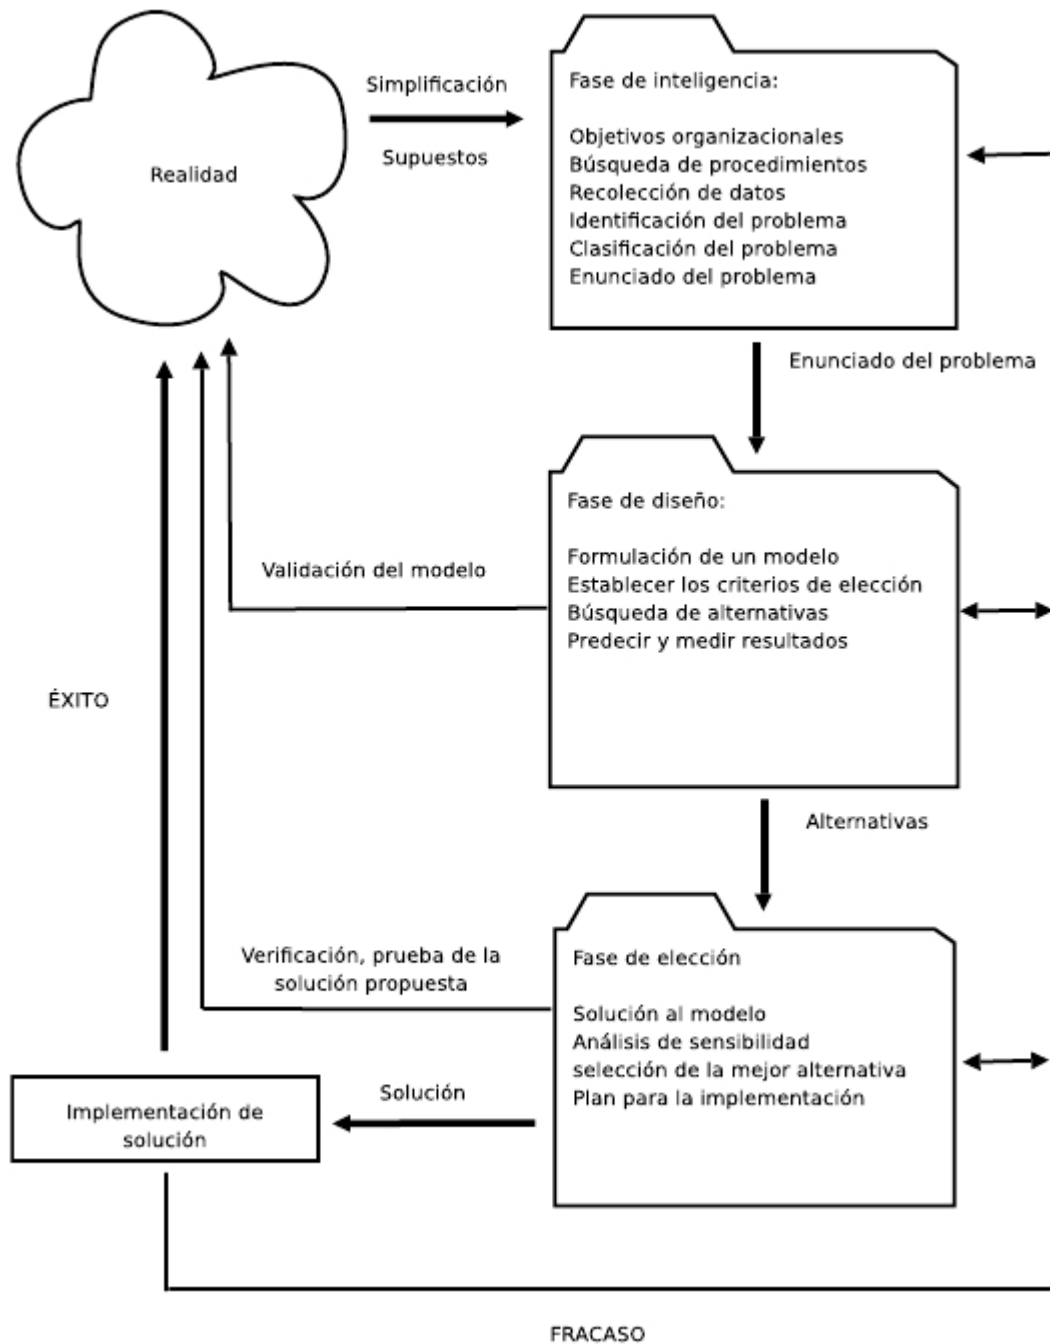 Simplificación
Supuestos
Realidad
Fase de inteligencia:
Objetivos organizacionales
Búsqueda de procedimientos
Recolección de datos
Identificación del problema
Clasificación del problema
Enunciado del problema
Enunciado del problema
Fase de diseño:
Formulación de un modelo
Establecer los criterios de elección
Búsqueda de alternativas
Predecir y medir resultados
Validación del modelo
ÉXITO
Alternativas
Verificación, prueba de la
solución propuesta
Fase de elección
Solución al modelo
Análisis de sensibilidad
selección de la mejor alternativa
Plan para la implementación
Solución
Implementación de
solución
FRACASO